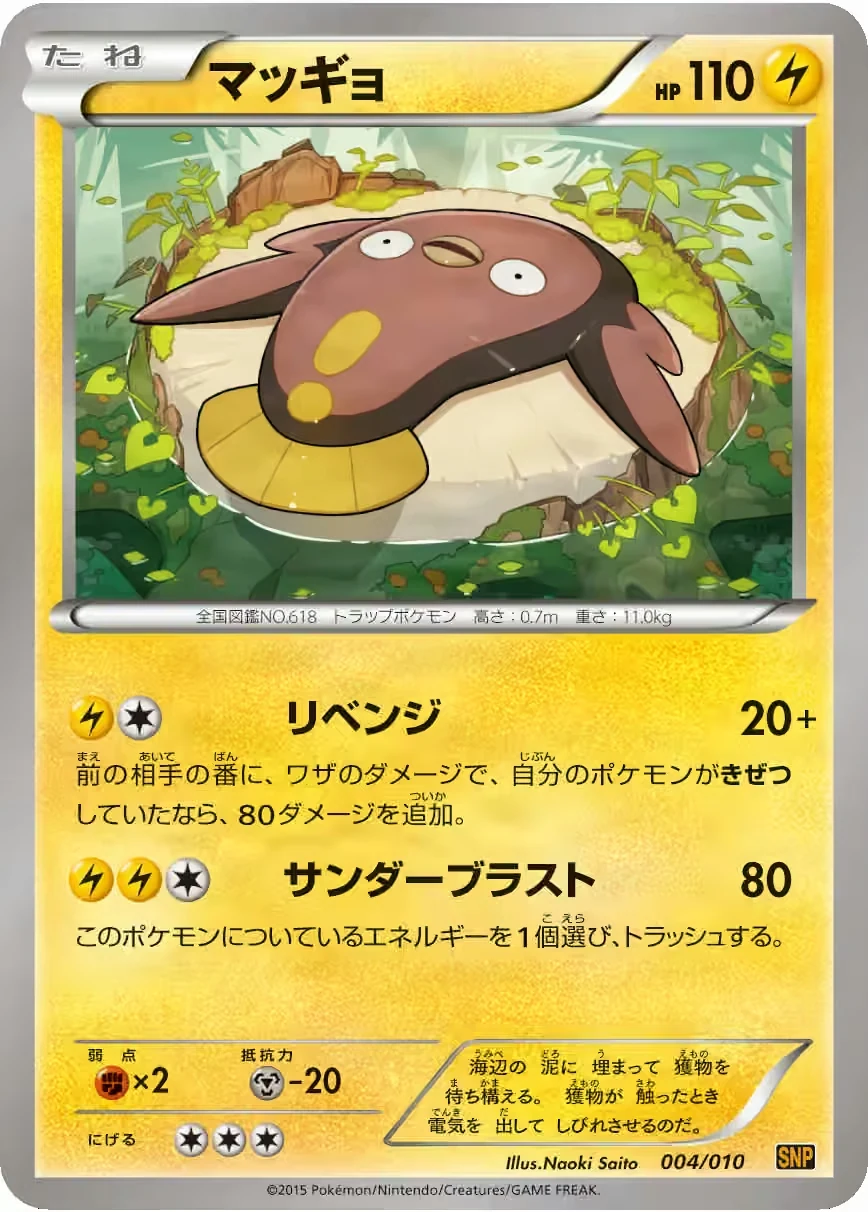 たね マッギョ HP 110
全国図鑑NO.618 トラップポケモン 高さ:0.7m 重さ:11.0kg
リベンジ 20+
前の相手の番に、ワザのダメージで、自分のポケモンがきぜつ
していたなら、80ダメージを追加。
サンダーブラスト 80
このポケモンについているエネルギーを1個選び、トラッシュする。
弱点 抵抗力
×2 -20
にげる
海辺の 泥に 埋まって 獲物を
待ち構える。 獲物が 触ったとき
電気を 出して しびれさせるのだ。
Illus.Naoki Saito 004/010 SNP
©2015 Pokémon/Nintendo/Creatures/GAME FREAK.